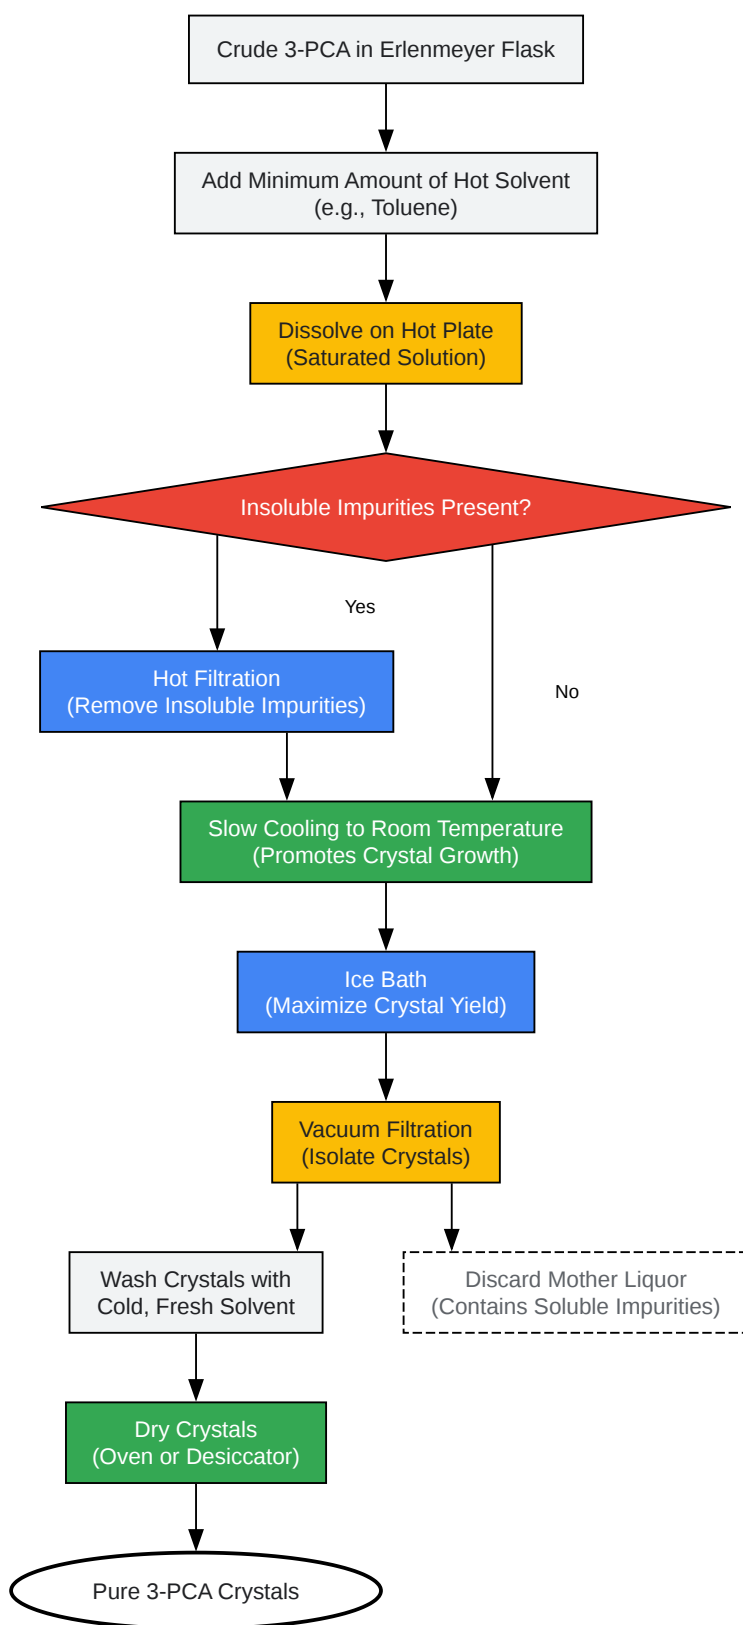 Crude 3-PCA in Erlenmeyer Flask
Add Minimum Amount of Hot Solvent
(e.g., Toluene)
Dissolve on Hot Plate
(Saturated Solution)
Insoluble Impurities Present?
Yes
Hot Filtration
(Remove Insoluble Impurities)
No
Slow Cooling to Room Temperature
(Promotes Crystal Growth)
Ice Bath
(Maximize Crystal Yield)
Vacuum Filtration
(Isolate Crystals)
Wash Crystals with
Cold, Fresh Solvent
Discard Mother Liquor
(Contains Soluble Impurities)
Dry Crystals
(Oven or Desiccator)
Pure 3-PCA Crystals